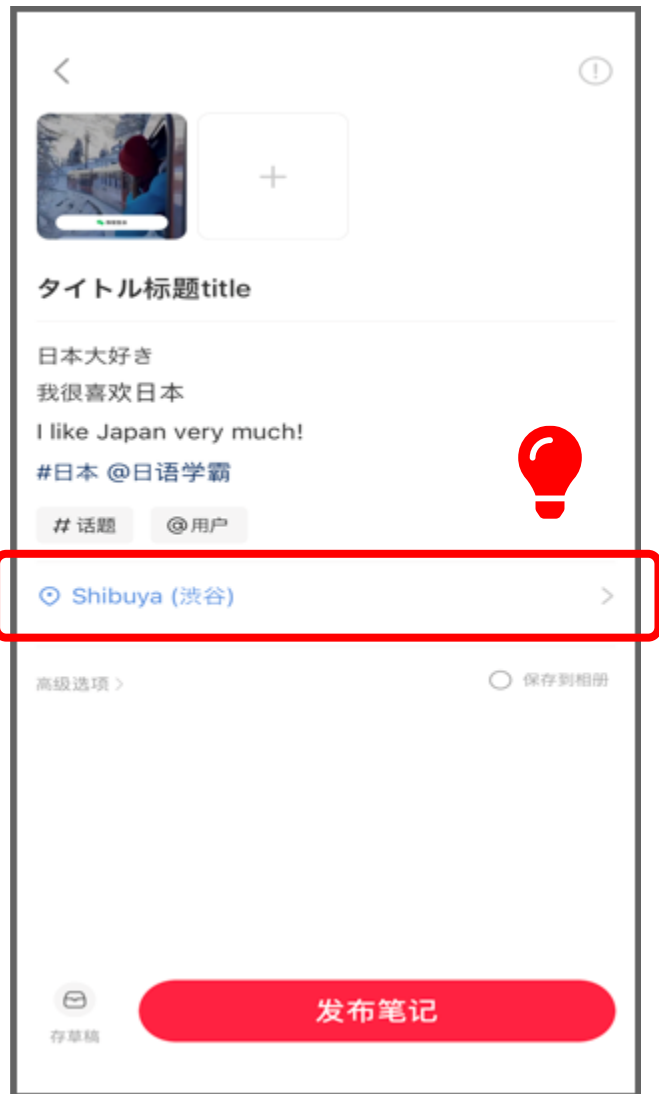 タイトル标题title
日本大好き
我很喜欢日本
I like Japan very much!
#日本 @日语学霸
# 话题 @用户
Shibuya (渋谷)
高级选项 保存到相册
发布笔记
存草稿